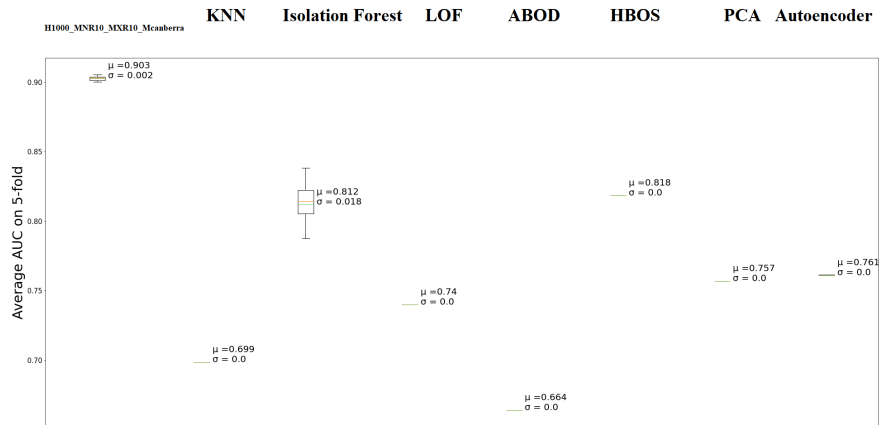 H1000_MNR10_MXR10_Mcanberra
KNN
Isolation Forest
LOF
ABOD
HBOS
PCA
Autoencoder
Average AUC on 5-fold
0.90
0.85
0.80
0.75
0.70
μ =0.903
σ = 0.002
μ =0.699
σ = 0.0
μ =0.812
σ = 0.018
μ =0.74
σ = 0.0
μ =0.664
σ = 0.0
μ =0.818
σ = 0.0
μ =0.757
σ = 0.0
μ =0.761
σ = 0.0